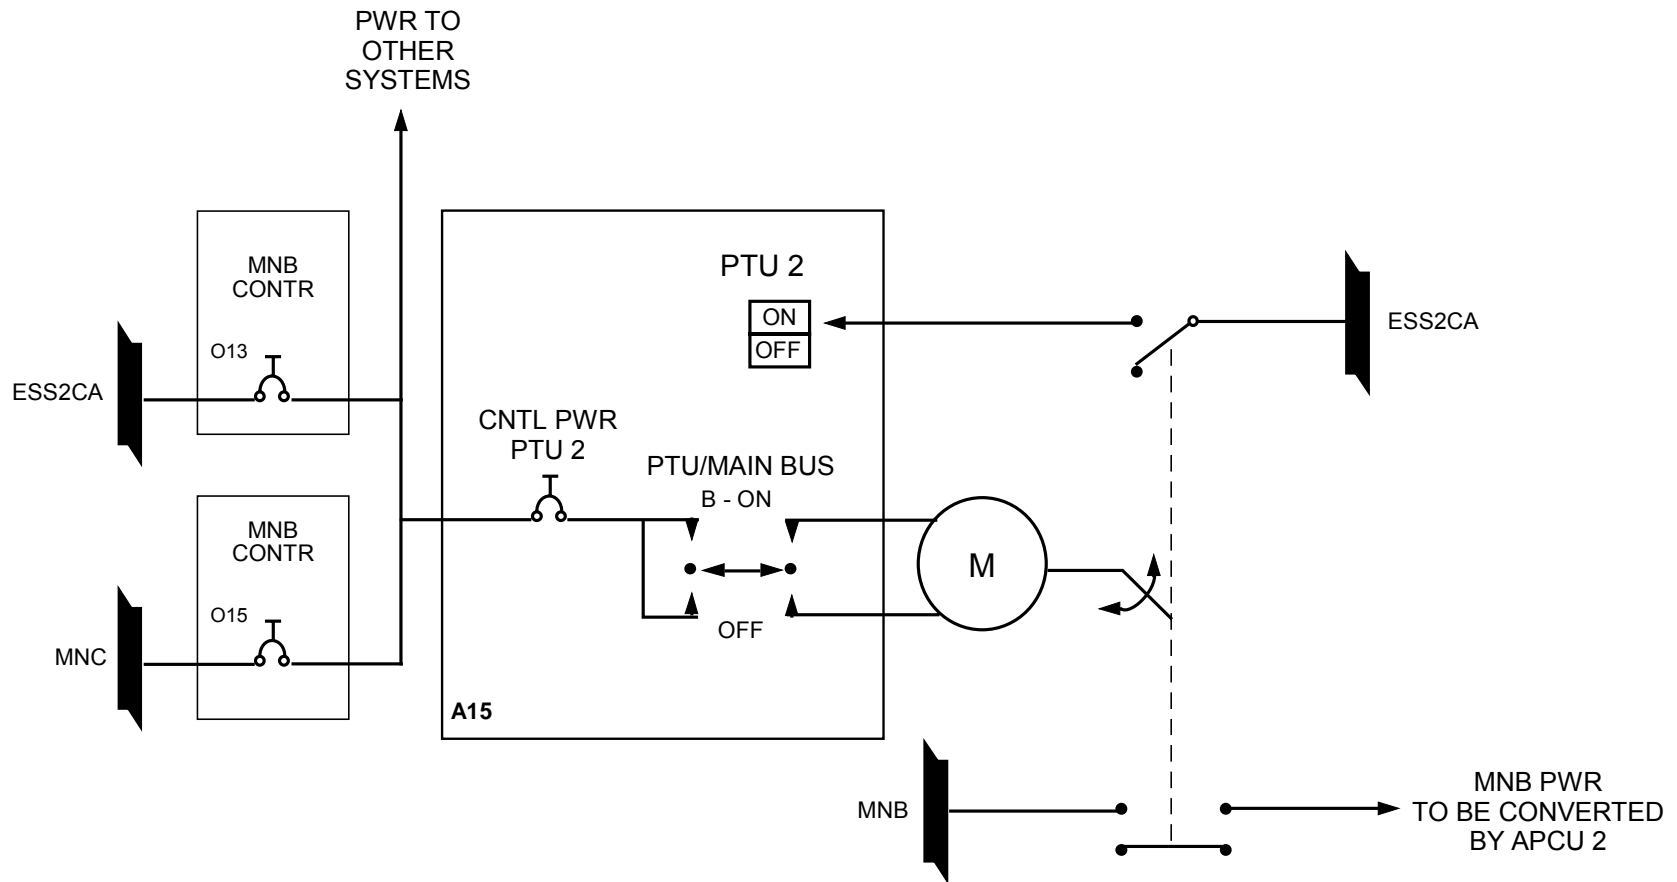 PWR TO
OTHER
SYSTEMS
MNB
CONTR
O13
ESS2CA
PTU 2
ON
OFF
ESS2CA
CNTL PWR
PTU 2
PTU/MAIN BUS
B - ON
OFF
MNB
CONTR
O15
MNC
M
A15
MNB
MNB PWR
TO BE CONVERTED
BY APCU 2